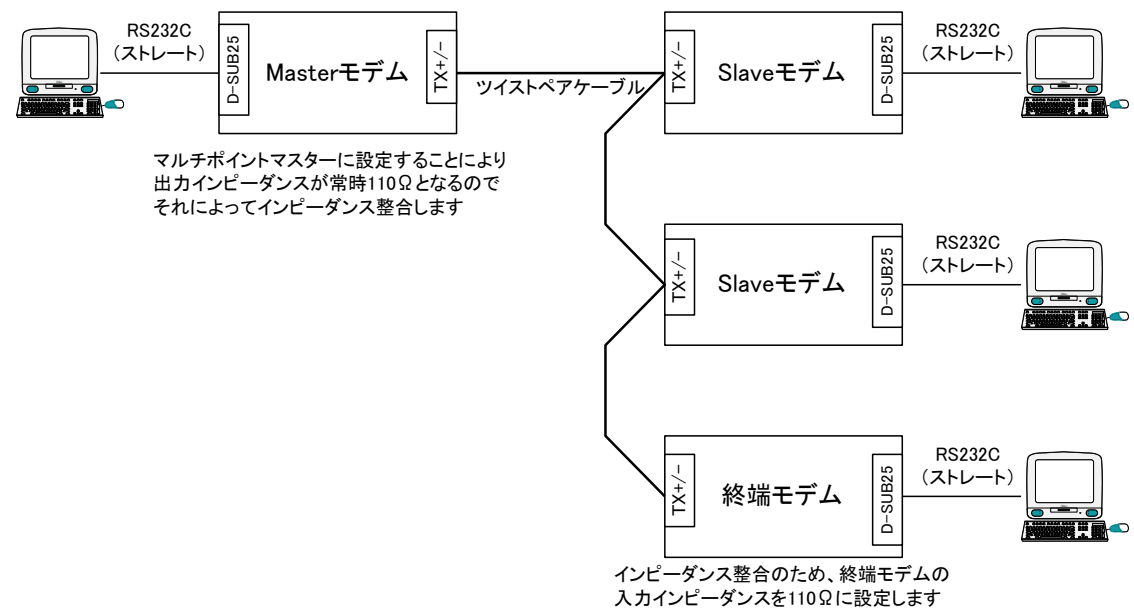 RS232C
(ストレート)
D-SUB25
Masterモデム
TX+/-
ツイストペアケーブル
TX+/-
Slaveモデム
D-SUB25
RS232C
(ストレート)
マルチポイントマスターに設定することにより
出力インピーダンスが常時110Ωとなるので
それによってインピーダンス整合します
TX+/-
Slaveモデム
D-SUB25
RS232C
(ストレート)
TX+/-
終端モデム
D-SUB25
RS232C
(ストレート)
インピーダンス整合のため、終端モデムの
入力インピーダンスを110Ωに設定します